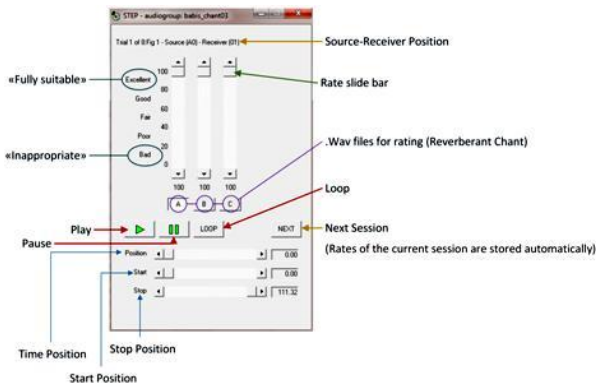 STEP - audiogroup: babis_chant03
Trial 1 of 8:Fig 1 - Source (A0) - Receiver (01)
Source-Receiver Position
«Fully suitable»
Excellent
Good
Fair
Poor
Bad
100
80
60
40
20
0
Rate slide bar
«Inappropriate»
.Wav files for rating (Reverberant Chant)
100 100 100
A B C
Loop
Play
Pause
LOOP
NEXT
Next Session
(Rates of the current session are stored automatically)
Position 0.00
Start 0.00
Stop 111.32
Time Position
Stop Position
Start Position